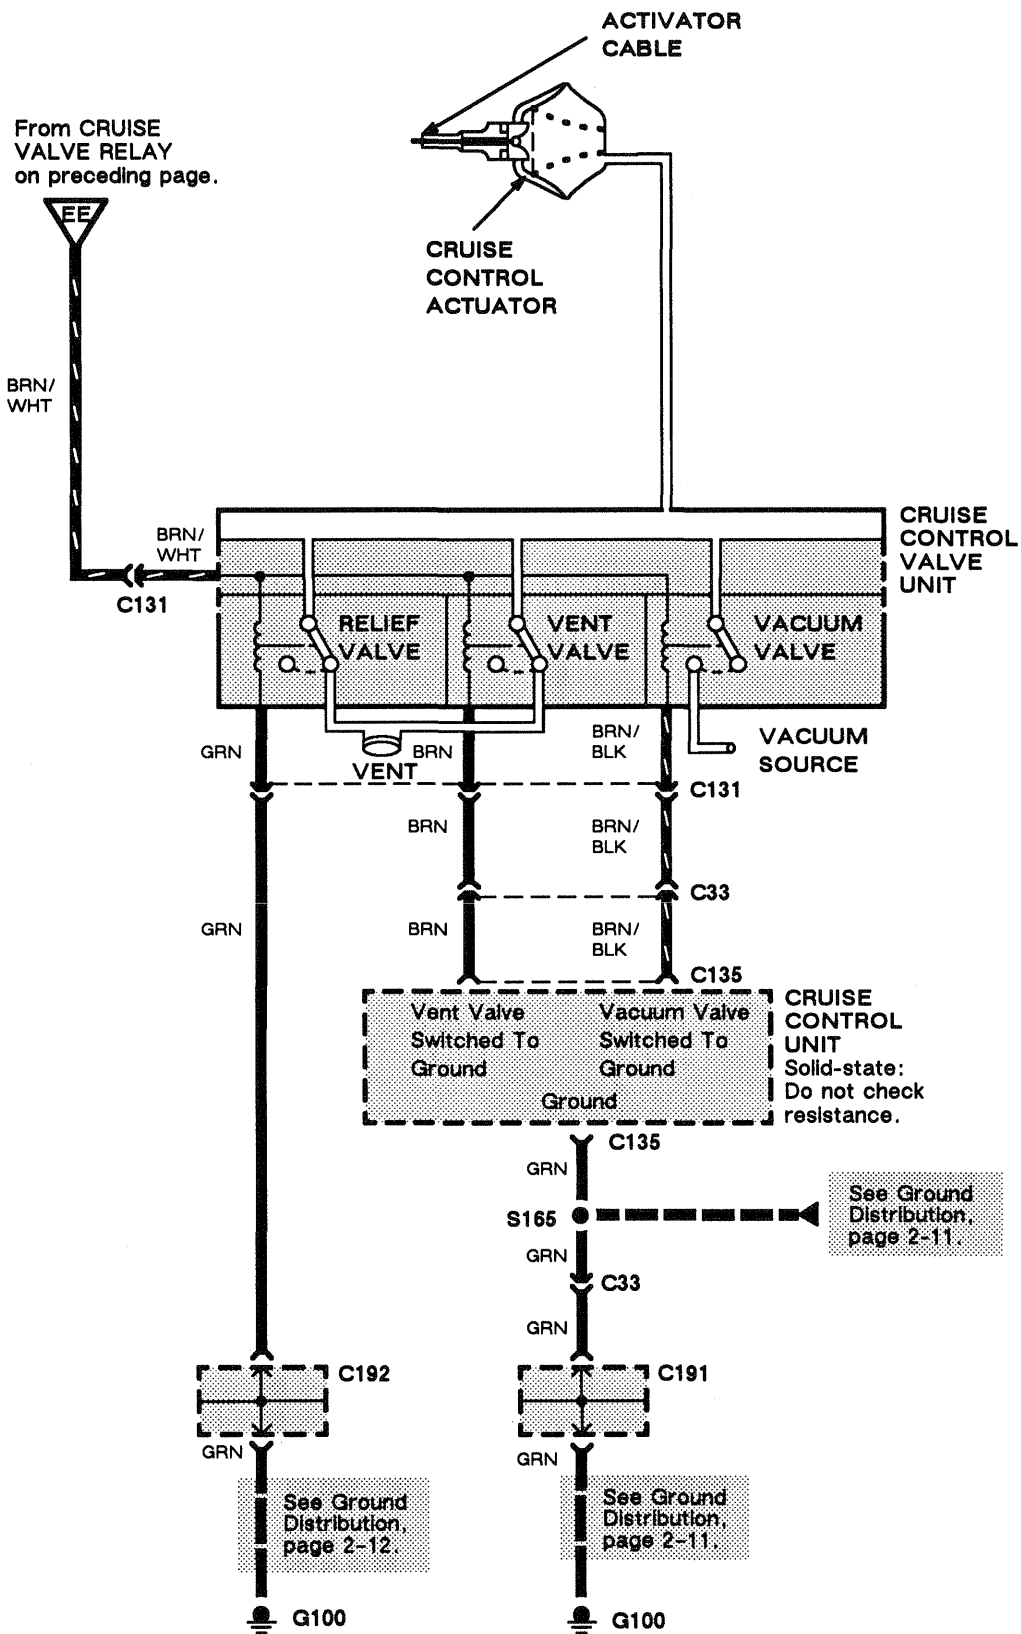 ACTIVATOR
CABLE
From CRUISE
VALVE RELAY
on preceding page.
EE
CRUISE
CONTROL
ACTUATOR
BRN/
WHT
BRN/
WHT
C131
CRUISE
CONTROL
VALVE
UNIT
RELIEF
VALVE
VENT
VALVE
VACUUM
VALVE
GRN
VENT
BRN
BRN/
BLK
VACUUM
SOURCE
C131
BRN
BRN/
BLK
C33
GRN
BRN
BRN/
BLK
C135
Vent Valve
Switched To
Ground
Vacuum Valve
Switched To
Ground
Ground
CRUISE
CONTROL
UNIT
Solid-state:
Do not check
resistance.
C135
GRN
S165
See Ground
Distribution,
page 2-11.
GRN
C33
GRN
C192
C191
GRN
GRN
See Ground
Distribution,
page 2-12.
See Ground
Distribution,
page 2-11.
G100
G100